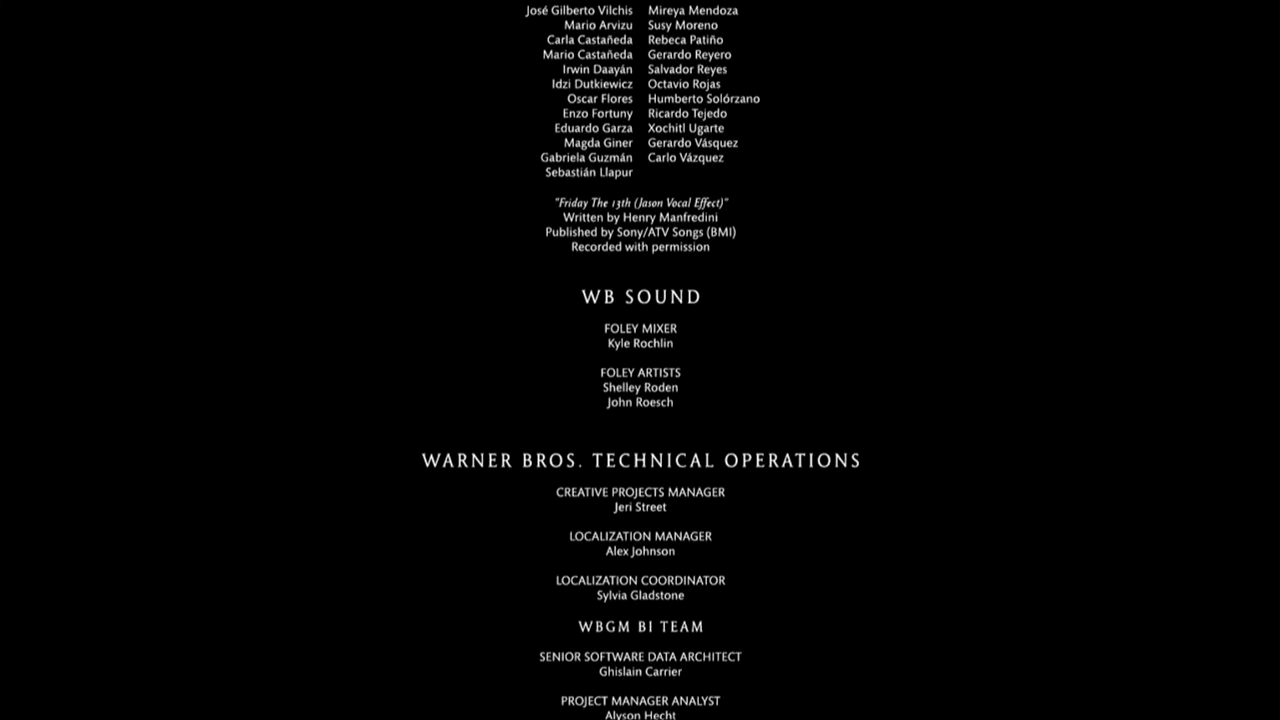 José Gilberto Vilchis Mireya Mendoza
Mario Arvizu Susy Moreno
Carla Castañeda Rebeca Patiño
Mario Castañeda Gerardo Reyero
Irwin Daayán Salvador Reyes
Idzi Dutkiewicz Octavio Rojas
Oscar Flores Humberto Solórzano
Enzo Fortuny Ricardo Tejedo
Eduardo Garza Xochitl Ugarte
Magda Giner Gerardo Vásquez
Gabriela Guzmán Carlo Vázquez
Sebastián Llapur
"Friday The 13th (Jason Vocal Effect)"
Written by Henry Manfredini
Published by Sony/ATV Songs (BMI)
Recorded with permission
WB SOUND
FOLEY MIXER
Kyle Rochlin
FOLEY ARTISTS
Shelley Roden
John Roesch
WARNER BROS. TECHNICAL OPERATIONS
CREATIVE PROJECTS MANAGER
Jeri Street
LOCALIZATION MANAGER
Alex Johnson
LOCALIZATION COORDINATOR
Sylvia Gladstone
WBGM BI TEAM
SENIOR SOFTWARE DATA ARCHITECT
Ghislain Carrier
PROJECT MANAGER ANALYST
Alyson Hecht